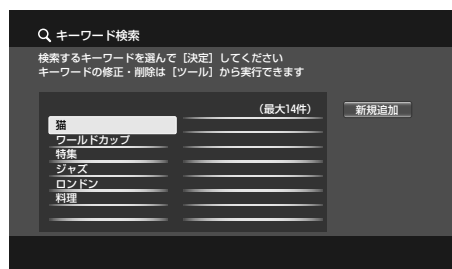 キーワード検索
検索するキーワードを選んで［決定］してください
キーワードの修正・削除は［ツール］から実行できます
（最大14件）
新規追加
猫
ワールドカップ
特集
ジャズ
ロンドン
料理